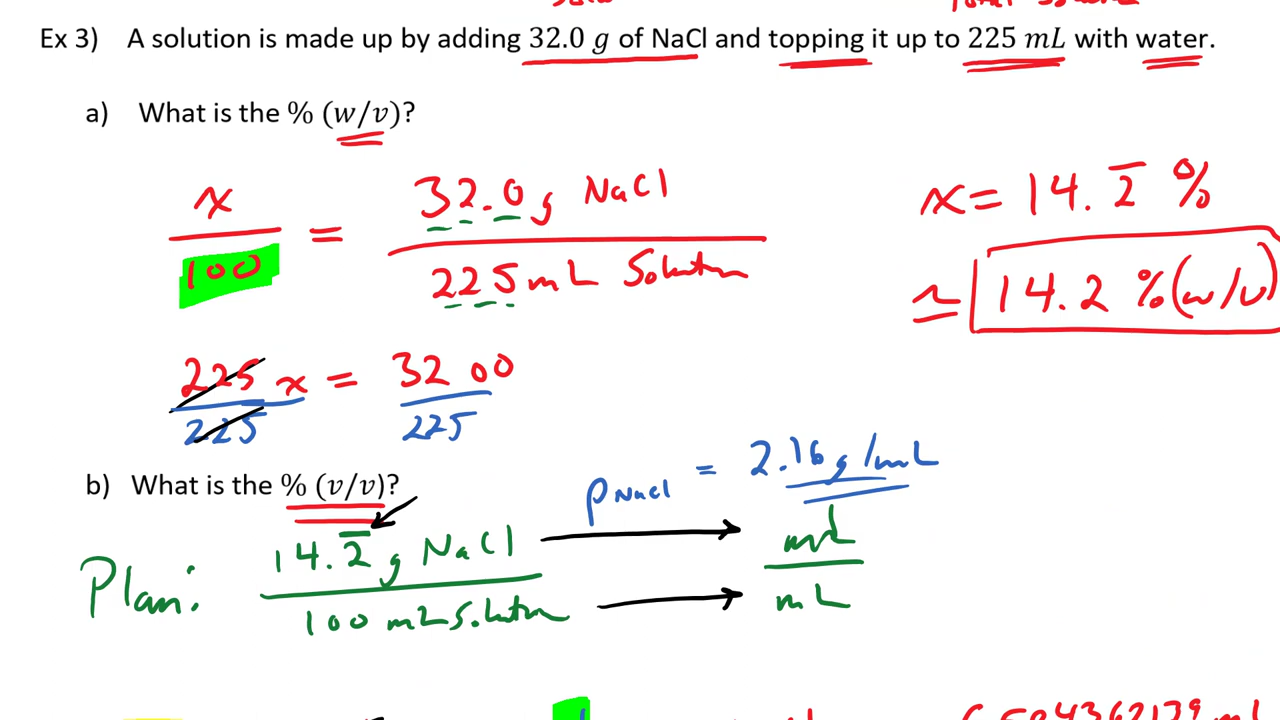 Ex 3) A solution is made up by adding 32.0 g of NaCl and topping it up to 225 mL with water.
a) What is the % (w/v)?
x/100 = 32.0 g NaCl / 225 mL Solution
x = 14.2̅ %
≈ 14.2 % (w/v)
225 x / 225 = 3200 / 225
b) What is the % (v/v)?
ρ NaCl = 2.16 g/mL
Plan: 14.2̅ g NaCl / 100 mL Solution → mL / mL